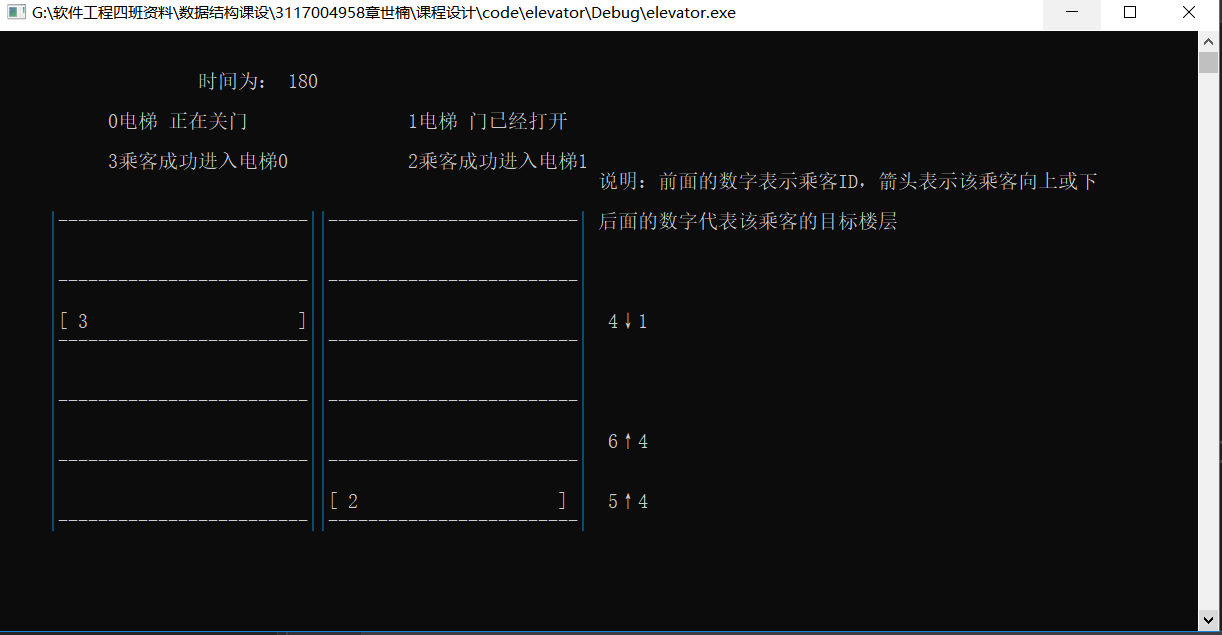 G:\软件工程四班资料\数据结构课设\3117004958章世楠\课程设计\code\elevator\Debug\elevator.exe
时间为： 180
0电梯 正在关门 1电梯 门已经打开
3乘客成功进入电梯0 2乘客成功进入电梯1
说明：前面的数字表示乘客ID，箭头表示该乘客向上或下
后面的数字代表该乘客的目标楼层
[ 3 ] 4↓1
6↑4
[ 2 ] 5↑4